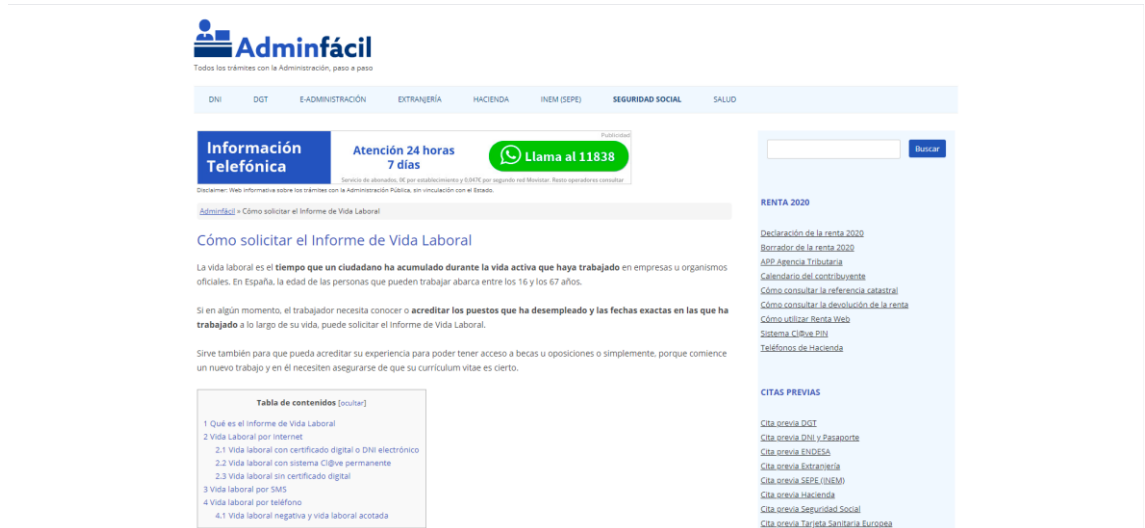 Adminfácil
Todos los trámites con la Administración, paso a paso
DNI DGT E-ADMINISTRACIÓN EXTRANJERÍA HACIENDA INEM (SEPE) SEGURIDAD SOCIAL SALUD
Publicidad
Información
Telefónica
Atención 24 horas
7 días
Llama al 11838
Servicio de abonados, 0€ por establecimiento y 0,047€ por segundo red Movistar. Resto operadores consultar
Disclaimer: Web informativa sobre los trámites con la Administración Pública, sin vinculación con el Estado.
Adminfácil » Cómo solicitar el Informe de Vida Laboral
Cómo solicitar el Informe de Vida Laboral
La vida laboral es el tiempo que un ciudadano ha acumulado durante la vida activa que haya trabajado en empresas u organismos
oficiales. En España, la edad de las personas que pueden trabajar abarca entre los 16 y los 67 años.
Si en algún momento, el trabajador necesita conocer o acreditar los puestos que ha desempleado y las fechas exactas en las que ha
trabajado a lo largo de su vida, puede solicitar el Informe de Vida Laboral.
Sirve también para que pueda acreditar su experiencia para poder tener acceso a becas u oposiciones o simplemente, porque comience
un nuevo trabajo y en él necesiten asegurarse de que su currículum vitae es cierto.
Tabla de contenidos [ocultar]
1 Qué es el Informe de Vida Laboral
2 Vida Laboral por Internet
2.1 Vida laboral con certificado digital o DNI electrónico
2.2 Vida laboral con sistema Cl@ve permanente
2.3 Vida laboral sin certificado digital
3 Vida laboral por SMS
4 Vida laboral por teléfono
4.1 Vida laboral negativa y vida laboral acotada
Buscar
RENTA 2020
Declaración de la renta 2020
Borrador de la renta 2020
APP Agencia Tributaria
Calendario del contribuyente
Cómo consultar la referencia catastral
Cómo consultar la devolución de la renta
Cómo utilizar Renta Web
Sistema Cl@ve PIN
Teléfonos de Hacienda
CITAS PREVIAS
Cita previa DGT
Cita previa DNI y Pasaporte
Cita previa ENDESA
Cita previa Extranjería
Cita previa SEPE (INEM)
Cita previa Hacienda
Cita previa Seguridad Social
Cita previa Tarjeta Sanitaria Europea